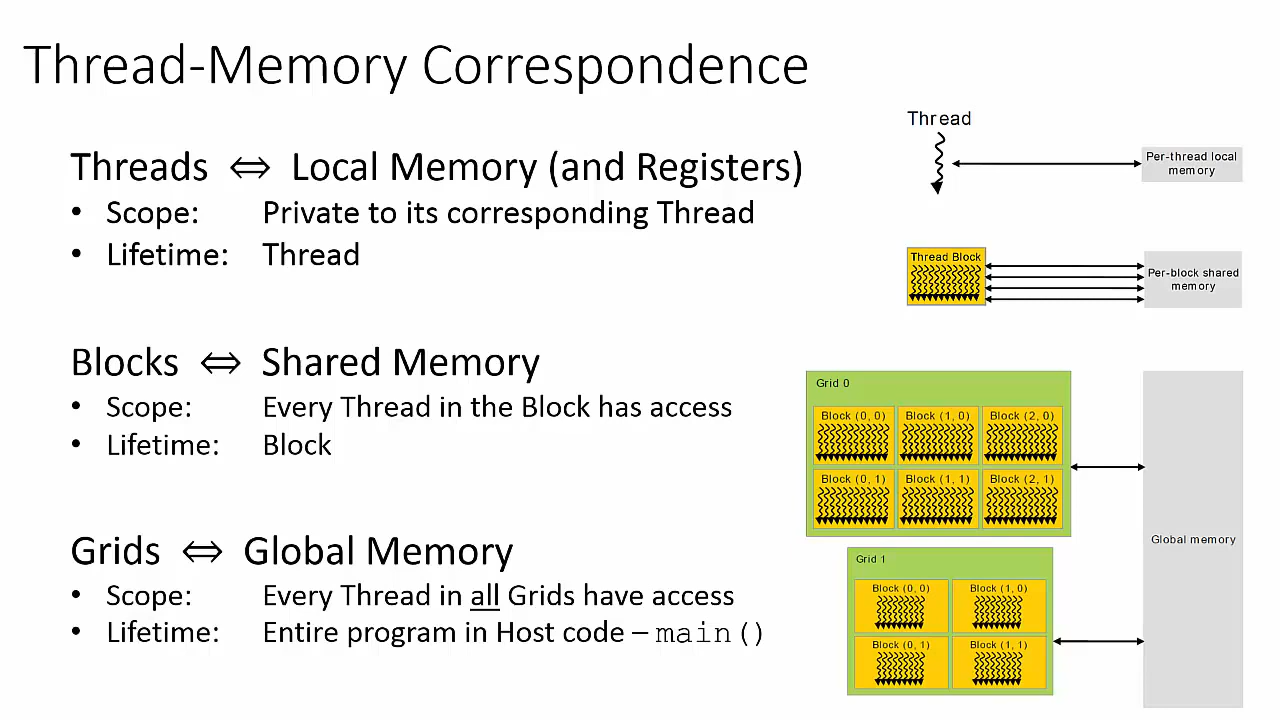 Thread-Memory Correspondence
Threads ⇔ Local Memory (and Registers)
• Scope: Private to its corresponding Thread
• Lifetime: Thread
Blocks ⇔ Shared Memory
• Scope: Every Thread in the Block has access
• Lifetime: Block
Grids ⇔ Global Memory
• Scope: Every Thread in all Grids have access
• Lifetime: Entire program in Host code – main()
Thread
Per-thread local
memory
Thread Block
Per-block shared
memory
Grid 0
Block (0, 0) Block (1, 0) Block (2, 0)
Block (0, 1) Block (1, 1) Block (2, 1)
Global memory
Grid 1
Block (0, 0) Block (1, 0)
Block (0, 1) Block (1, 1)